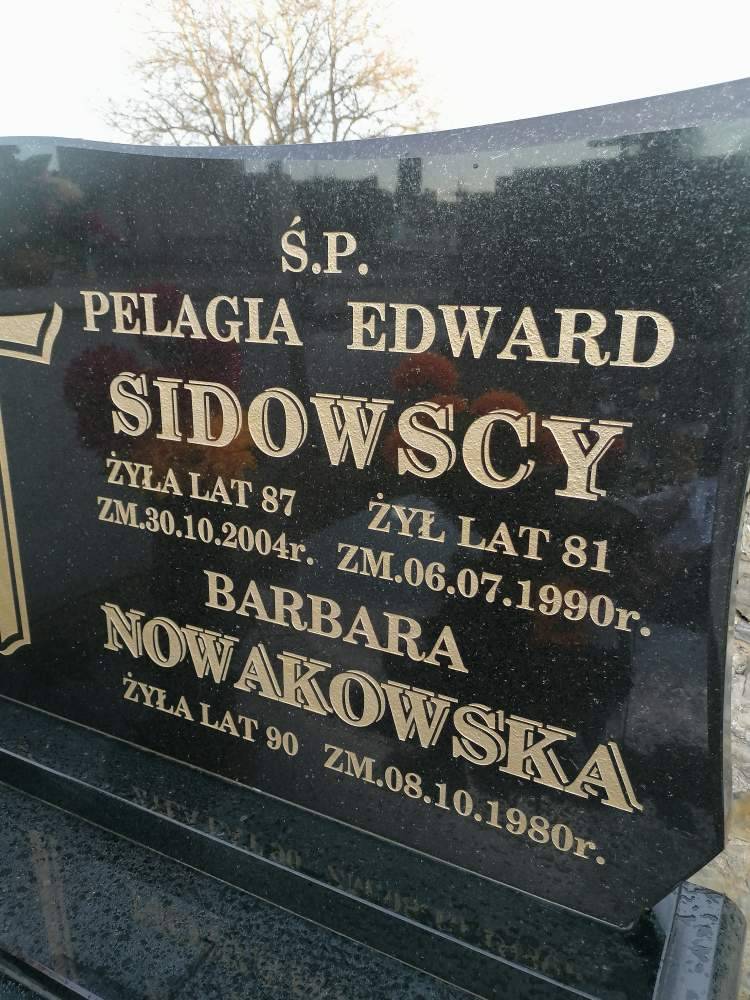 Ś.P.
PELAGIA EDWARD
SIDOWSCY
ŻYŁA LAT 87 ŻYŁ LAT 81
ZM.30.10.2004r. ZM.06.07.1990r.
BARBARA
NOWAKOWSKA
ŻYŁA LAT 90 ZM.08.10.1980r.